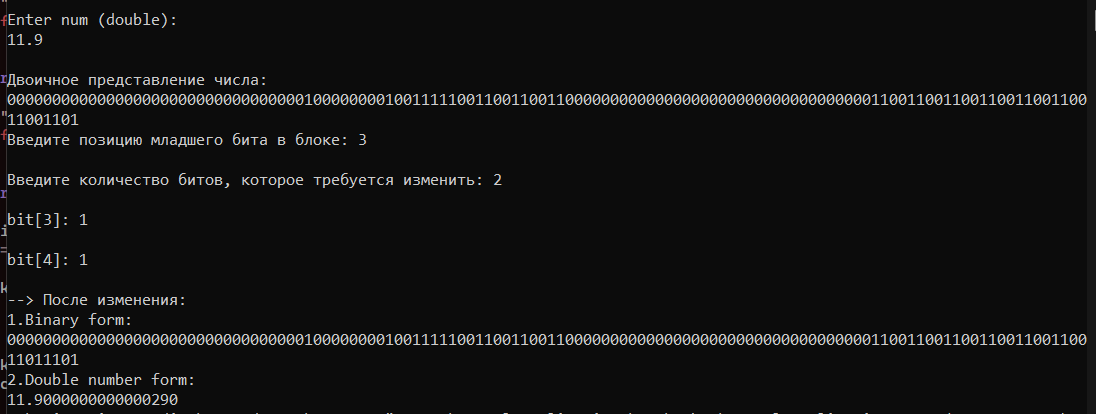 Enter num (double):
11.9
Двоичное представление числа:
000000000000000000000000000000000100000000100111110011001100110000000000000000000000000000000000110011001100110011001100
11001101
Введите позицию младшего бита в блоке: 3
Введите количество битов, которое требуется изменить: 2
bit[3]: 1
bit[4]: 1
--> После изменения:
1.Binary form:
000000000000000000000000000000000100000000100111110011001100110000000000000000000000000000000000110011001100110011001100
11011101
2.Double number form:
11.9000000000000290